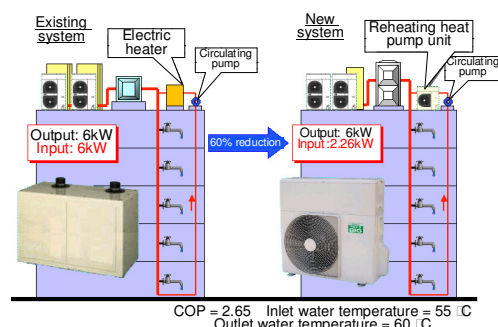 Existing
system
Electric
heater
Circulating
pump
Output: 6kW
Input: 6kW
60% reduction
New
system
Reheating heat
pump unit
Circulating
pump
Output: 6kW
Input:2.26kW
COP = 2.65 Inlet water temperature = 55 °C
Outlet water temperature = 60 °C